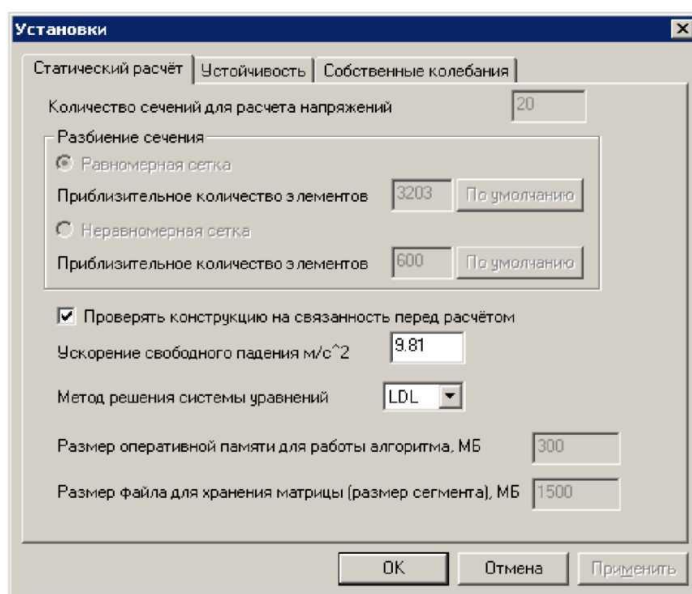 Установки
Статический расчёт Устойчивость Собственные колебания
Количество сечений для расчета напряжений 20
Разбиение сечения
Равномерная сетка
Приблизительное количество элементов 3203 По умолчанию
Неравномерная сетка
Приблизительное количество элементов 600 По умолчанию
Проверять конструкцию на связанность перед расчётом
Ускорение свободного падения м/с^2 9.81
Метод решения системы уравнений LDL
Размер оперативной памяти для работы алгоритма, МБ 300
Размер файла для хранения матрицы (размер сегмента), МБ 1500
OK Отмена Применить